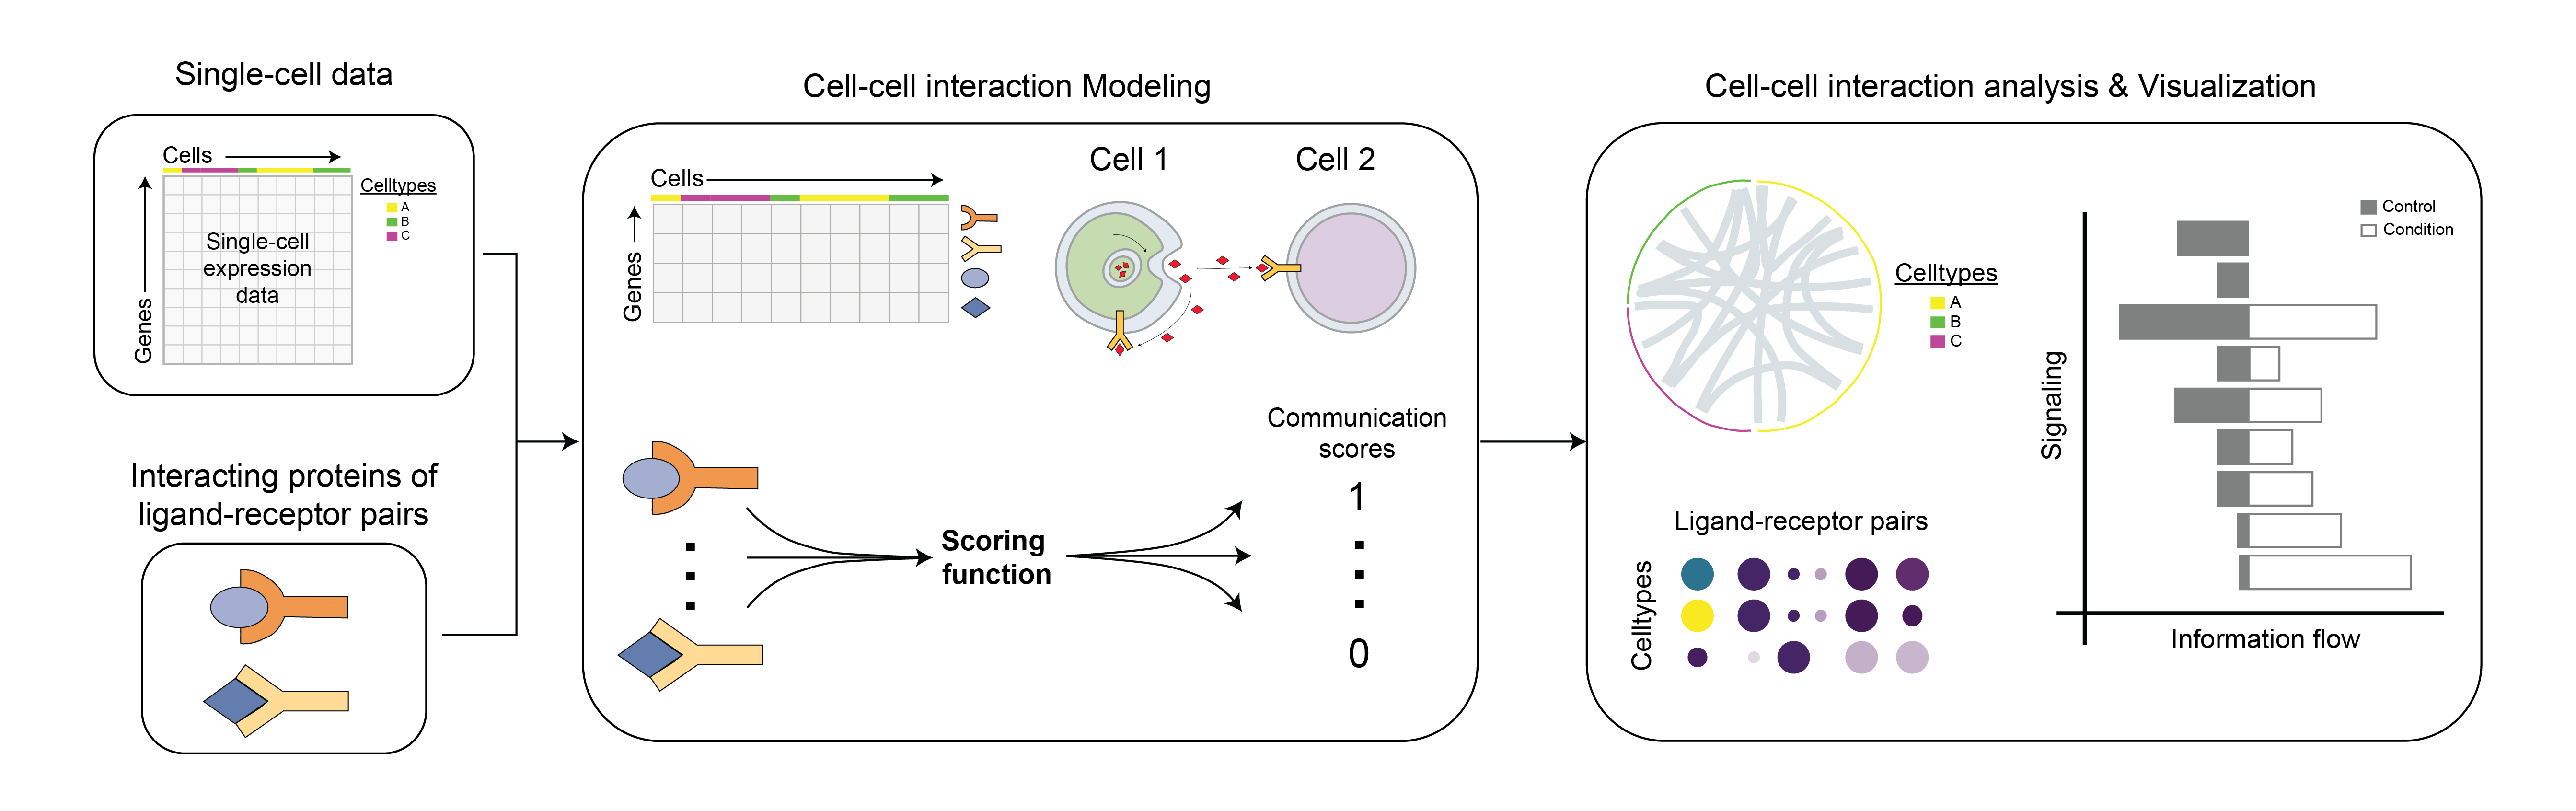 Single-cell data
Cells
Celltypes
A
B
C
Genes
Single-cell
expression
data
Interacting proteins of
ligand-receptor pairs
Cell-cell interaction Modeling
Cells
Genes
Cell 1
Cell 2
Scoring
function
Communication
scores
1
0
Cell-cell interaction analysis & Visualization
Celltypes
A
B
C
Ligand-receptor pairs
Celltypes
Control
Condition
Signaling
Information flow